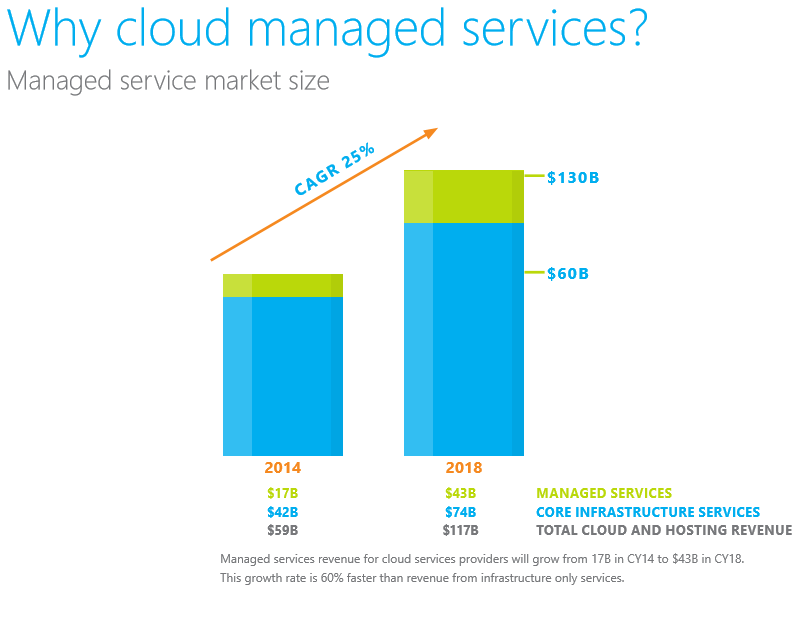 Why cloud managed services?
Managed service market size
CAGR 25%
$130B
$60B
2014 2018
$17B $43B MANAGED SERVICES
$42B $74B CORE INFRASTRUCTURE SERVICES
$59B $117B TOTAL CLOUD AND HOSTING REVENUE
Managed services revenue for cloud services providers will grow from 17B in CY14 to $43B in CY18.
This growth rate is 60% faster than revenue from infrastructure only services.